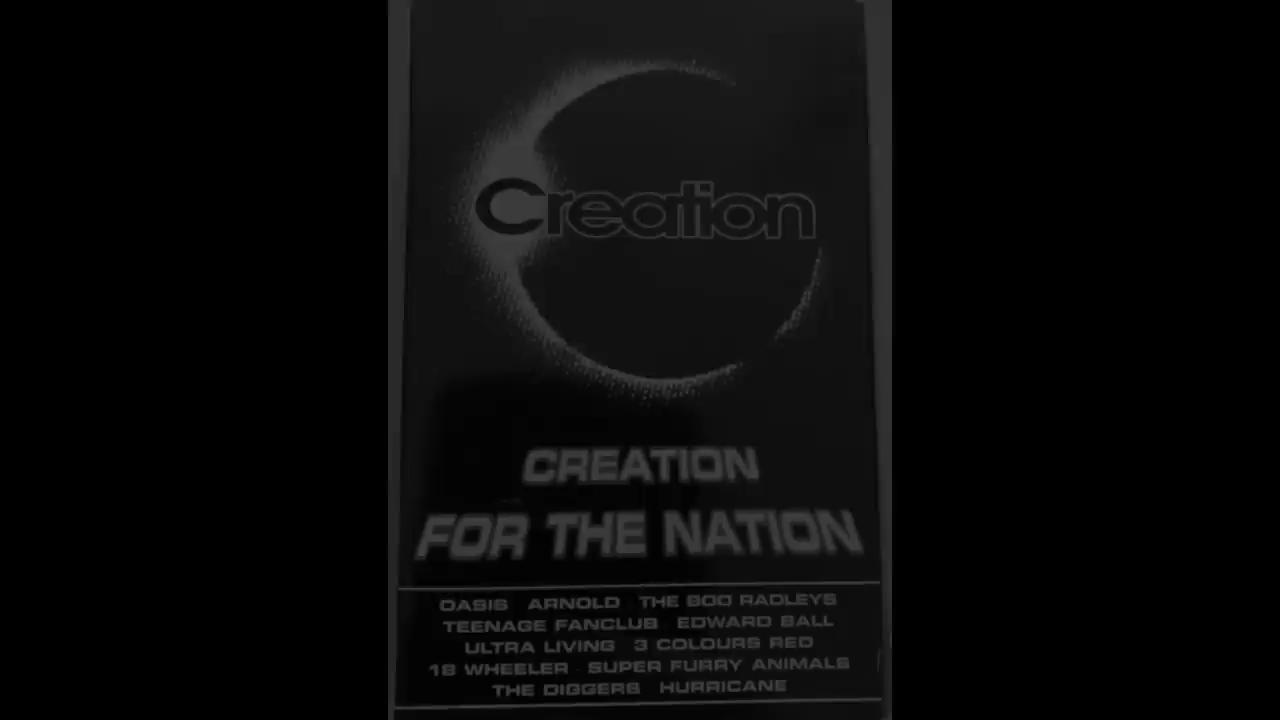 Creation
CREATION
FOR THE NATION
OASIS ARNOLD THE BOO RADLEYS
TEENAGE FANCLUB EDWARD BALL
ULTRA LIVING 3 COLOURS RED
18 WHEELER SUPER FURRY ANIMALS
THE DIGGERS HURRICANE